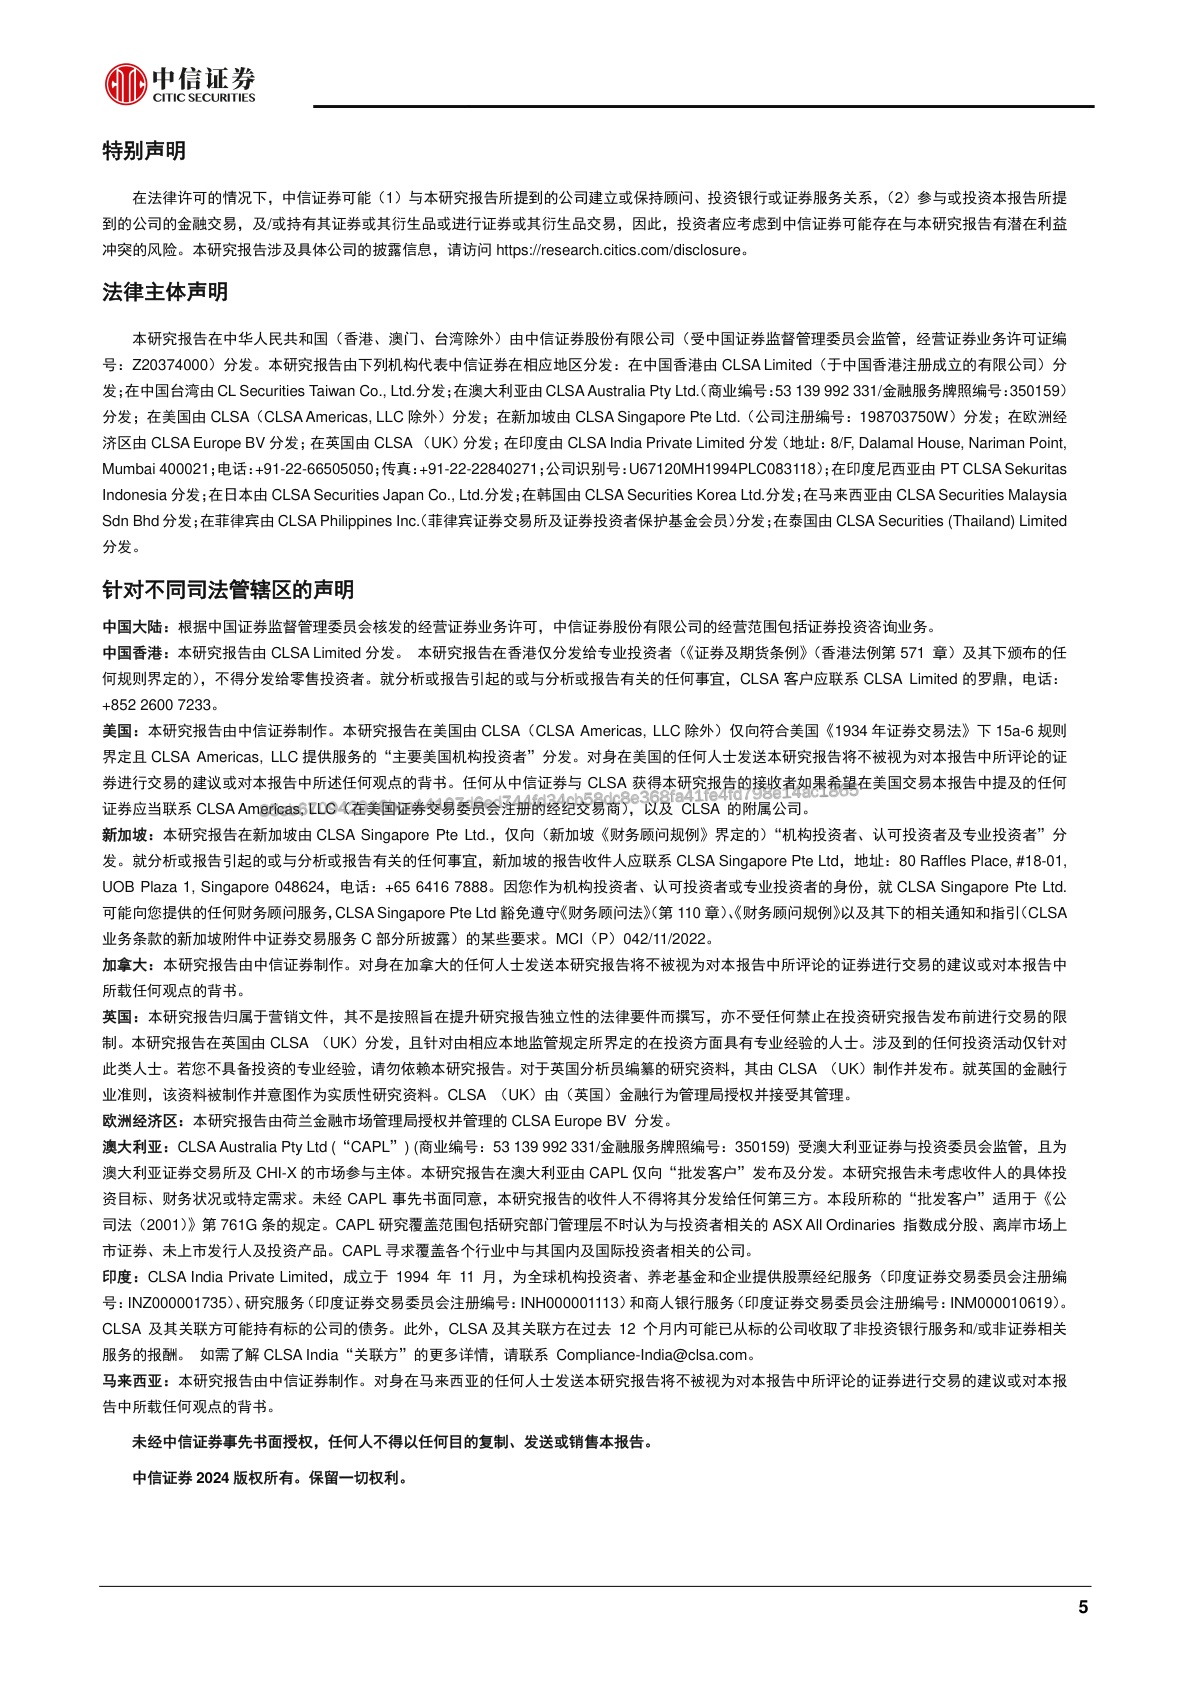 中信证券
CITIC SECURITIES
特别声明
在法律许可的情况下，中信证券可能（1）与本研究报告所提到的公司建立或保持顾问、投资银行或证券服务关系，（2）参与或投资本报告所提
到的公司的金融交易，及/或持有其证券或其衍生品或进行证券或其衍生品交易，因此，投资者应考虑到中信证券可能存在与本研究报告有潜在利益
冲突的风险。本研究报告涉及具体公司的披露信息，请访问 https://research.citics.com/disclosure。
法律主体声明
本研究报告在中华人民共和国（香港、澳门、台湾除外）由中信证券股份有限公司（受中国证券监督管理委员会监管，经营证券业务许可证编
号：Z20374000）分发。本研究报告由下列机构代表中信证券在相应地区分发：在中国香港由 CLSA Limited（于中国香港注册成立的有限公司）分
发；在中国台湾由 CL Securities Taiwan Co., Ltd.分发；在澳大利亚由 CLSA Australia Pty Ltd.（商业编号：53 139 992 331/金融服务牌照编号：350159）
分发；在美国由 CLSA（CLSA Americas, LLC 除外）分发；在新加坡由 CLSA Singapore Pte Ltd.（公司注册编号：198703750W）分发；在欧洲经
济区由 CLSA Europe BV 分发；在英国由 CLSA （UK）分发；在印度由 CLSA India Private Limited 分发（地址：8/F, Dalamal House, Nariman Point,
Mumbai 400021；电话：+91-22-66505050；传真：+91-22-22840271；公司识别号：U67120MH1994PLC083118）；在印度尼西亚由 PT CLSA Sekuritas
Indonesia 分发；在日本由 CLSA Securities Japan Co., Ltd.分发；在韩国由 CLSA Securities Korea Ltd.分发；在马来西亚由 CLSA Securities Malaysia
Sdn Bhd 分发；在菲律宾由 CLSA Philippines Inc.（菲律宾证券交易所及证券投资者保护基金会员）分发；在泰国由 CLSA Securities (Thailand) Limited
分发。
针对不同司法管辖区的声明
中国大陆：根据中国证券监督管理委员会核发的经营证券业务许可，中信证券股份有限公司的经营范围包括证券投资咨询业务。
中国香港：本研究报告由 CLSA Limited 分发。 本研究报告在香港仅分发给专业投资者（《证券及期货条例》（香港法例第 571 章）及其下颁布的任
何规则界定的），不得分发给零售投资者。就分析或报告引起的或与分析或报告有关的任何事宜，CLSA 客户应联系 CLSA Limited 的罗鼎，电话：
+852 2600 7233。
美国：本研究报告由中信证券制作。本研究报告在美国由 CLSA（CLSA Americas, LLC 除外）仅向符合美国《1934 年证券交易法》下 15a-6 规则
界定且 CLSA Americas, LLC 提供服务的“主要美国机构投资者”分发。对身在美国的任何人士发送本研究报告将不被视为对本报告中所评论的证
券进行交易的建议或对本报告中所述任何观点的背书。任何从中信证券与 CLSA 获得本研究报告的接收者如果希望在美国交易本报告中提及的任何
证券应当联系 CLSA Americas, LLC（在美国证券交易委员会注册的经纪交易商），以及 CLSA 的附属公司。
新加坡：本研究报告在新加坡由 CLSA Singapore Pte Ltd.，仅向（新加坡《财务顾问规例》界定的）“机构投资者、认可投资者及专业投资者”分
发。就分析或报告引起的或与分析或报告有关的任何事宜，新加坡的报告收件人应联系 CLSA Singapore Pte Ltd，地址：80 Raffles Place, #18-01,
UOB Plaza 1, Singapore 048624，电话：+65 6416 7888。因您作为机构投资者、认可投资者或专业投资者的身份，就 CLSA Singapore Pte Ltd.
可能向您提供的任何财务顾问服务，CLSA Singapore Pte Ltd 豁免遵守《财务顾问法》（第 110 章）、《财务顾问规例》以及其下的相关通知和指引（CLSA
业务条款的新加坡附件中证券交易服务 C 部分所披露）的某些要求。MCI（P）042/11/2022。
加拿大：本研究报告由中信证券制作。对身在加拿大的任何人士发送本研究报告将不被视为对本报告中所评论的证券进行交易的建议或对本报告中
所载任何观点的背书。
英国：本研究报告归属于营销文件，其不是按照旨在提升研究报告独立性的法律要件而撰写，亦不受任何禁止在投资研究报告发布前进行交易的限
制。本研究报告在英国由 CLSA （UK）分发，且针对由相应本地监管规定所界定的在投资方面具有专业经验的人士。涉及到的任何投资活动仅针对
此类人士。若您不具备投资的专业经验，请勿依赖本研究报告。对于英国分析员编纂的研究资料，其由 CLSA （UK）制作并发布。就英国的金融行
业准则，该资料被制作并意图作为实质性研究资料。CLSA （UK）由（英国）金融行为管理局授权并接受其管理。
欧洲经济区：本研究报告由荷兰金融市场管理局授权并管理的 CLSA Europe BV 分发。
澳大利亚：CLSA Australia Pty Ltd (“CAPL”) (商业编号：53 139 992 331/金融服务牌照编号：350159) 受澳大利亚证券与投资委员会监管，且为
澳大利亚证券交易所及 CHI-X 的市场参与主体。本研究报告在澳大利亚由 CAPL 仅向“批发客户”发布及分发。本研究报告未考虑收件人的具体投
资目标、财务状况或特定需求。未经 CAPL 事先书面同意，本研究报告的收件人不得将其分发给任何第三方。本段所称的“批发客户”适用于《公
司法（2001）》第 761G 条的规定。CAPL 研究覆盖范围包括研究部门管理层不时认为与投资者相关的 ASX All Ordinaries 指数成分股、离岸市场上
市证券、未上市发行人及投资产品。CAPL 寻求覆盖各个行业中与其国内及国际投资者相关的公司。
印度：CLSA India Private Limited，成立于 1994 年 11 月，为全球机构投资者、养老基金和企业提供股票经纪服务（印度证券交易委员会注册编
号：INZ000001735）、研究服务（印度证券交易委员会注册编号：INH000001113）和商人银行服务（印度证券交易委员会注册编号：INM000010619）。
CLSA 及其关联方可能持有标的公司的债务。此外，CLSA 及其关联方在过去 12 个月内可能已从标的公司收取了非投资银行服务和/或非证券相关
服务的报酬。 如需了解 CLSA India“关联方”的更多详情，请联系 Compliance-India@clsa.com。
马来西亚：本研究报告由中信证券制作。对身在马来西亚的任何人士发送本研究报告将不被视为对本报告中所评论的证券进行交易的建议或对本报
告中所载任何观点的背书。
未经中信证券事先书面授权，任何人不得以任何目的复制、发送或销售本报告。
中信证券 2024 版权所有。保留一切权利。
5